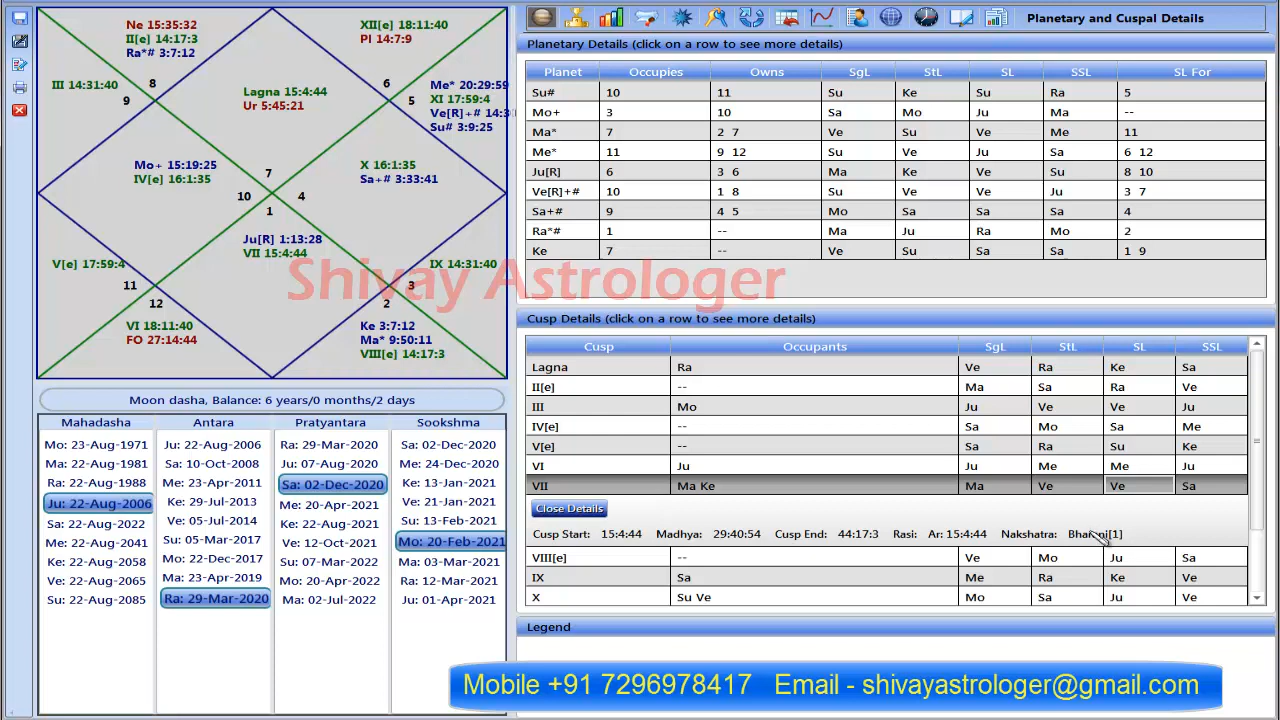 Planetary and Cuspal Details
Ne 15:35:32
II[e] 14:17:3
Ra*# 3:7:12
XII[e] 18:11:40
Pl 14:7:9
III 14:31:40
8
9
Lagna 15:4:44
Ur 5:45:21
6
5
Me* 20:29:59
XI 17:59:4
Ve[R]+# 14:3
Su# 3:9:25
Mo+ 15:19:25
IV[e] 16:1:35
X 16:1:35
Sa+# 3:33:41
7
10
4
1
Ju[R] 1:13:28
VII 15:4:44
V[e] 17:59:4
IX 14:31:40
11
12
3
2
VI 18:11:40
FO 27:14:44
Ke 3:7:12
Ma* 9:50:11
VIII[e] 14:17:3
Shivay Astrologer
Moon dasha, Balance: 6 years/0 months/2 days
Mahadasha Antara Pratyantara Sookshma
Mo: 23-Aug-1971 Ju: 22-Aug-2006 Ra: 29-Mar-2020 Sa: 02-Dec-2020
Ma: 22-Aug-1981 Sa: 10-Oct-2008 Ju: 07-Aug-2020 Me: 24-Dec-2020
Ra: 22-Aug-1988 Me: 23-Apr-2011 Sa: 02-Dec-2020 Ke: 13-Jan-2021
Ju: 22-Aug-2006 Ke: 29-Jul-2013 Me: 20-Apr-2021 Ve: 21-Jan-2021
Sa: 22-Aug-2022 Ve: 05-Jul-2014 Ke: 22-Aug-2021 Su: 13-Feb-2021
Me: 22-Aug-2041 Su: 05-Mar-2017 Ve: 12-Oct-2021 Mo: 20-Feb-2021
Ke: 22-Aug-2058 Mo: 22-Dec-2017 Su: 07-Mar-2022 Ma: 03-Mar-2021
Ve: 22-Aug-2065 Ma: 23-Apr-2019 Mo: 20-Apr-2022 Ra: 12-Mar-2021
Su: 22-Aug-2085 Ra: 29-Mar-2020 Ma: 02-Jul-2022 Ju: 01-Apr-2021
Planetary Details (click on a row to see more details)
Planet Occupies Owns SgL StL SL SSL SL For
Su# 10 11 Su Ke Su Ra 5
Mo+ 3 10 Sa Mo Ju Ma --
Ma* 7 2 7 Ve Su Ve Me 11
Me* 11 9 12 Su Ve Ju Sa 6 12
Ju[R] 6 3 6 Ma Ke Ve Su 8 10
Ve[R]+# 10 1 8 Su Ve Ve Ju 3 7
Sa+# 9 4 5 Mo Sa Sa Sa 4
Ra*# 1 -- Ma Ju Ra Mo 2
Ke 7 -- Ve Su Sa Sa 1 9
Cusp Details (click on a row to see more details)
Cusp Occupants SgL StL SL SSL
Lagna Ra Ve Ra Ke Sa
II[e] -- Ma Sa Ra Ve
III Mo Ju Ve Ve Ju
IV[e] -- Sa Mo Sa Me
V[e] -- Sa Ra Su Ke
VI Ju Ju Me Me Ju
VII Ma Ke Ma Ve Ve Sa
Close Details
Cusp Start: 15:4:44 Madhya: 29:40:54 Cusp End: 44:17:3 Rasi: Ar: 15:4:44 Nakshatra: Bharani[1]
VIII[e] -- Ve Mo Ju Sa
IX Sa Me Ra Ke Ve
X Su Ve Mo Sa Ju Ve
Legend
Mobile +91 7296978417 Email - shivayastrologer@gmail.com